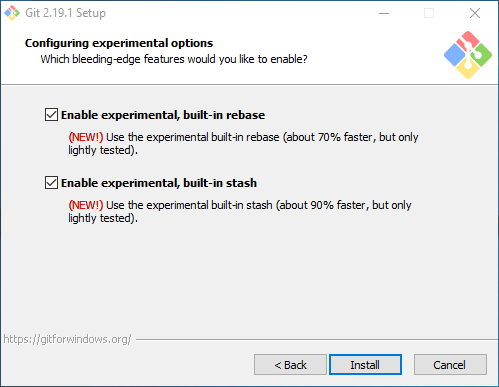 Git 2.19.1 Setup
Configuring experimental options
Which bleeding-edge features would you like to enable?
Enable experimental, built-in rebase
(NEW!) Use the experimental built-in rebase (about 70% faster, but only
lightly tested).
Enable experimental, built-in stash
(NEW!) Use the experimental built-in stash (about 90% faster, but only
lightly tested).
https://gitforwindows.org/
< Back
Install
Cancel